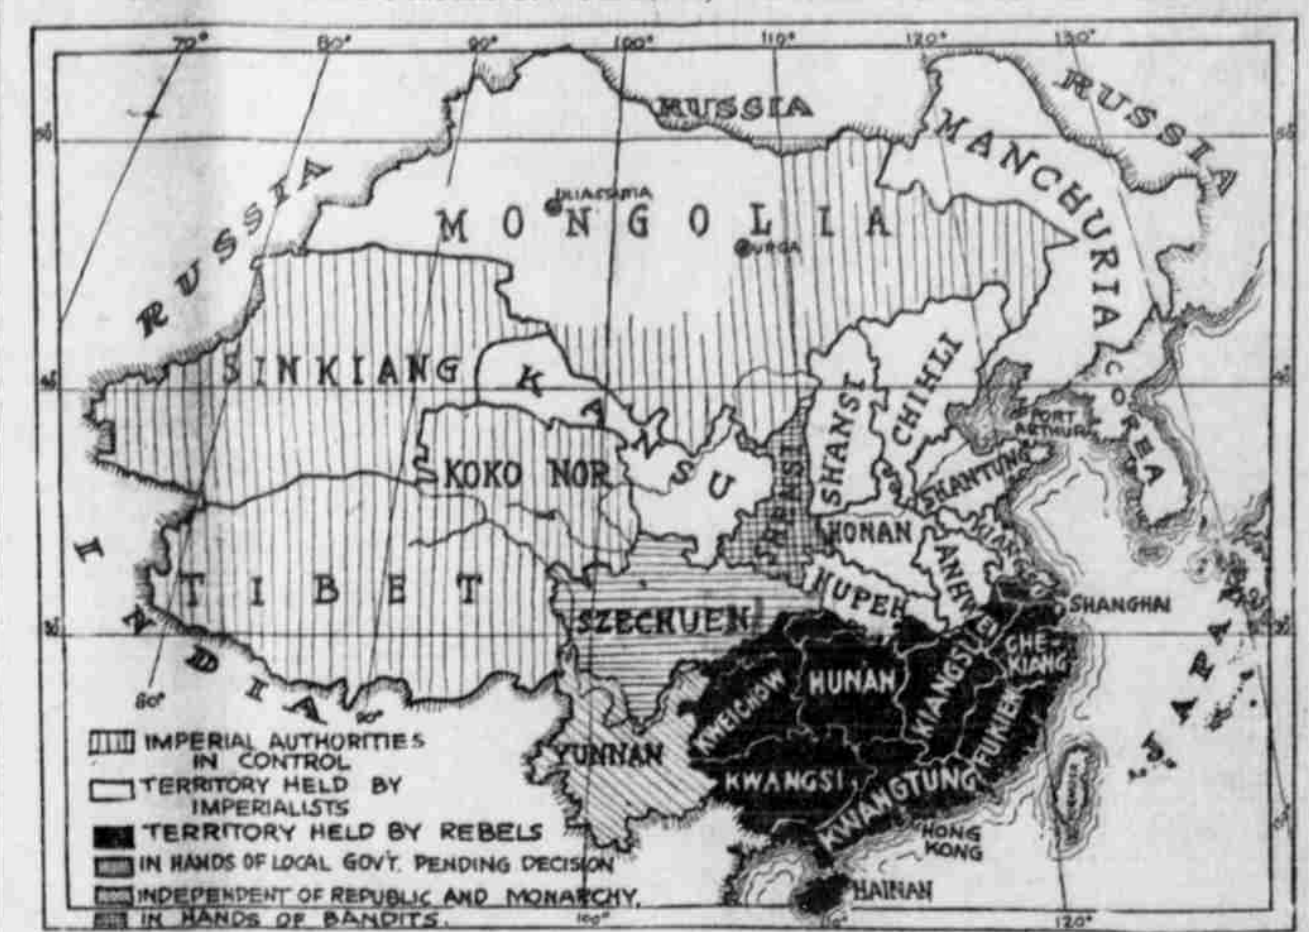 70° 80° 90° 100° 110° 120° 130°
RUSSIA
RUSSIA
RUSSIA
MANCHURIA
ULIASSUTAI
MONGOLIA
URGA
SINKIANG
KANSU
KOKO NOR
SHENSI
SHANSI
CHIHLI
COREA
PORT
ARTHUR
SHANTUNG
HONAN
KIANG
ANHWEI
HUPEH
INDIA
TIBET
SZECHUEN
SHANGHAI
CHE-
KIANG
KIANGSU
HUNAN
KWEICHOW
FUKIEN
JAPAN
80° 90°
YUNNAN
KWANGSI
KWANGTUNG
HONG
KONG
HAINAN
IMPERIAL AUTHORITIES
IN CONTROL
TERRITORY HELD BY
IMPERIALISTS
TERRITORY HELD BY REBELS
IN HANDS OF LOCAL GOV'T. PENDING DECISION
INDEPENDENT OF REPUBLIC AND MONARCHY.
IN HANDS OF BANDITS.
100° 110° 120°